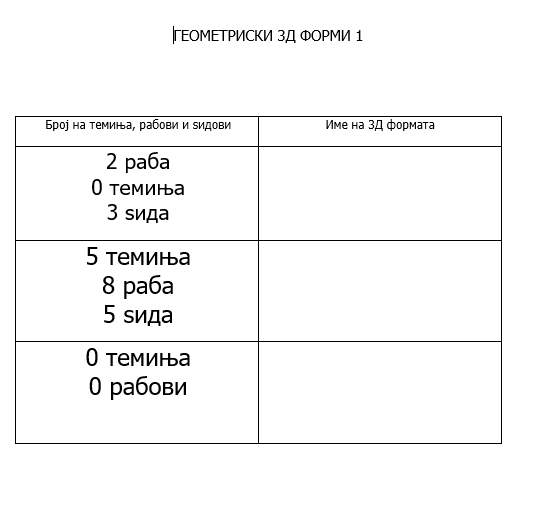 ГЕОМЕТРИСКИ 3Д ФОРМИ 1
Број на темиња, рабови и ѕидови
Име на 3Д формата
2 раба
0 темиња
3 ѕида
5 темиња
8 раба
5 ѕида
0 темиња
0 рабови